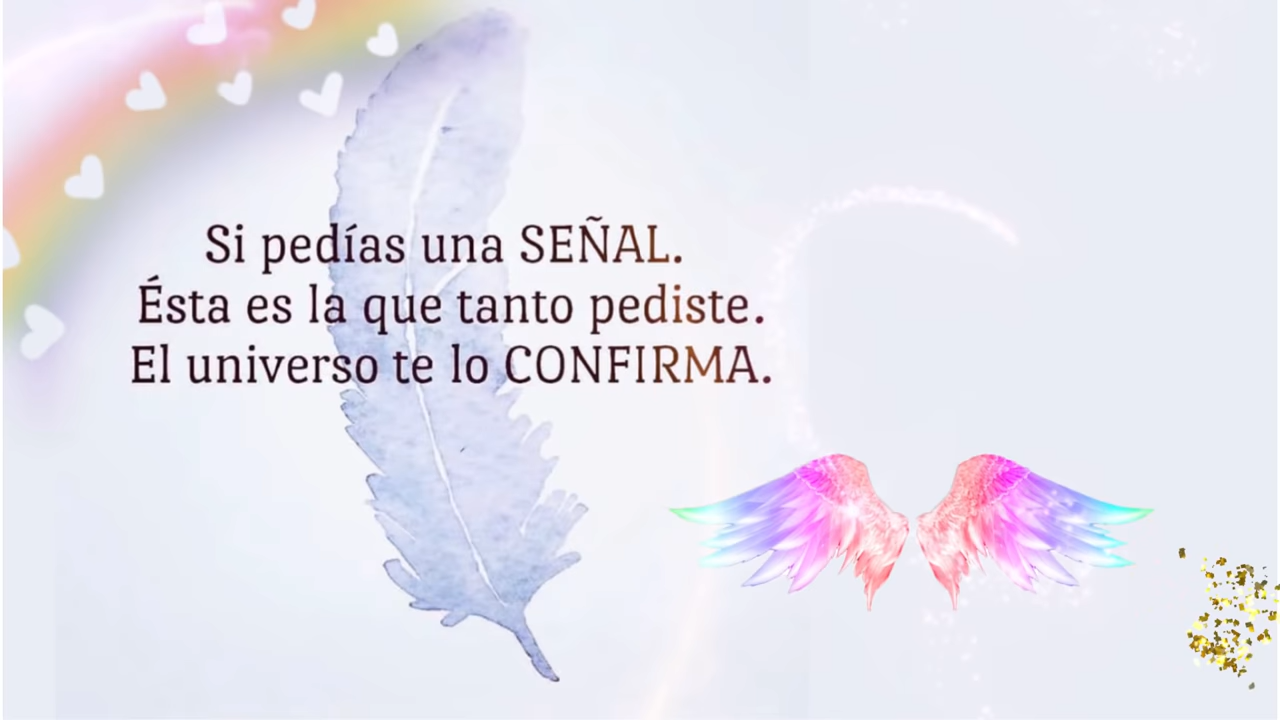 Si pedías una SEÑAL.
Ésta es la que tanto pediste.
El universo te lo CONFIRMA.